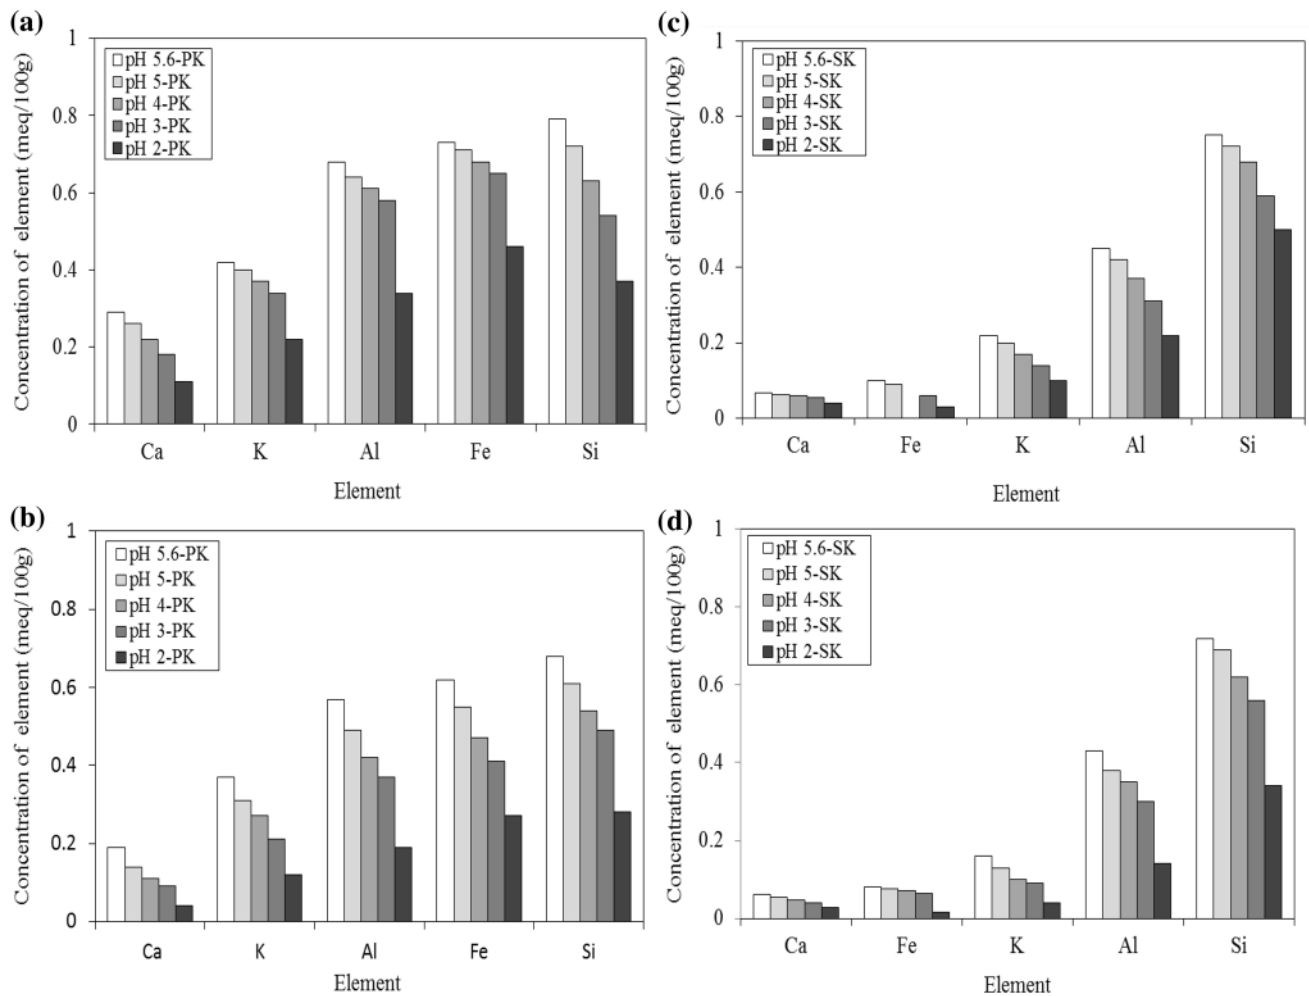 (a)
Concentration of element (meq/100g)
1
0.8
0.6
0.4
0.2
0
pH 5.6-PK
pH 5-PK
pH 4-PK
pH 3-PK
pH 2-PK
Ca K Al Fe Si
Element
(c)
Concentration of element (meq/100g)
1
0.8
0.6
0.4
0.2
0
pH 5.6-SK
pH 5-SK
pH 4-SK
pH 3-SK
pH 2-SK
Ca Fe K Al Si
Element
(b)
Concentration of element (meq/100g)
1
0.8
0.6
0.4
0.2
0
pH 5.6-PK
pH 5-PK
pH 4-PK
pH 3-PK
pH 2-PK
Ca K Al Fe Si
Element
(d)
Concentration of element (meq/100g)
1
0.8
0.6
0.4
0.2
0
pH 5.6-SK
pH 5-SK
pH 4-SK
pH 3-SK
pH 2-SK
Ca Fe K Al Si
Element